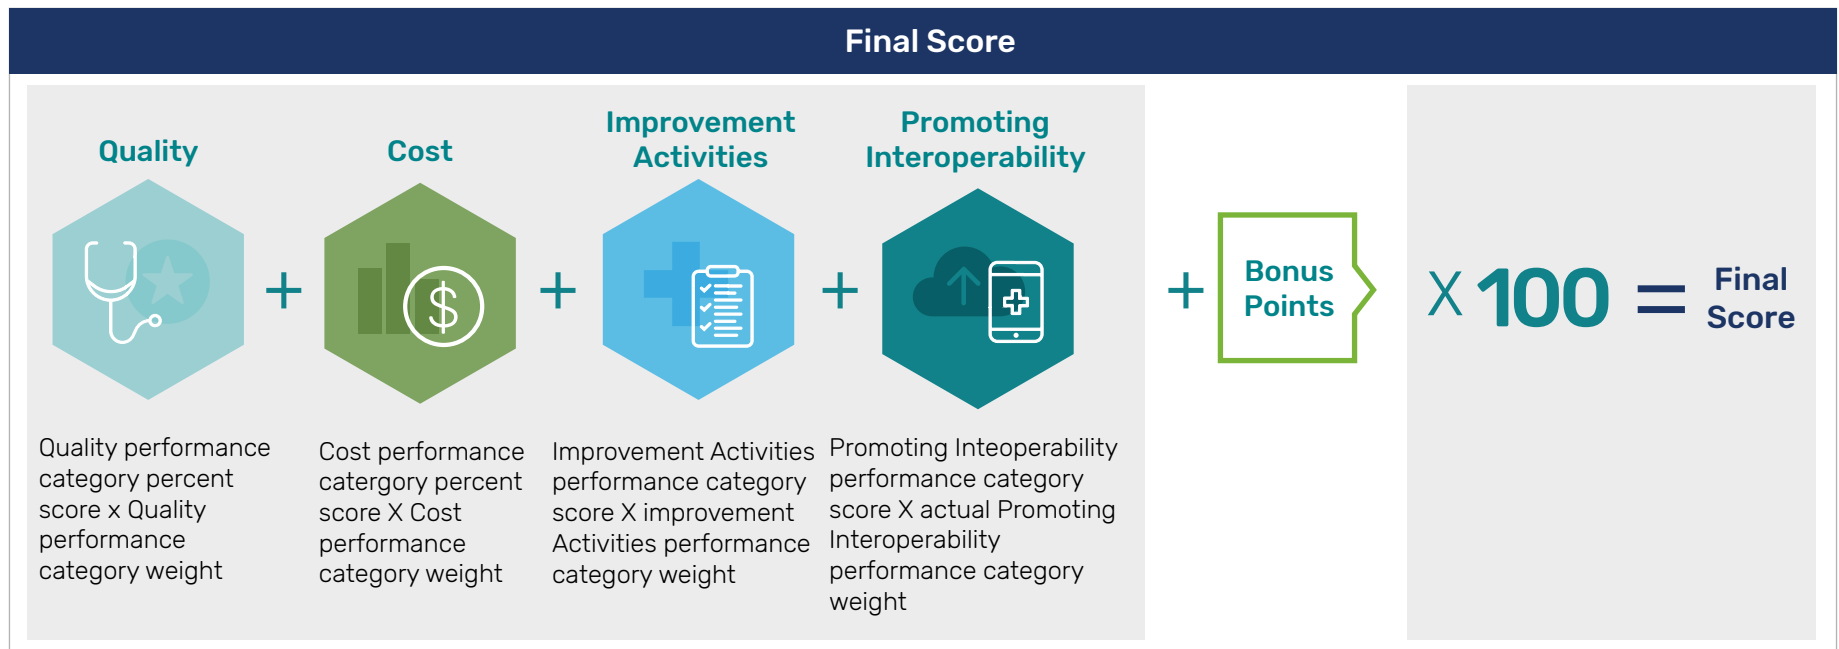 Final Score
Quality
Cost
Improvement
Activities
Promoting
Interoperability
+
+
+
+
Bonus
Points
X 100 = Final
Score
Quality performance
category percent
score x Quality
performance
category weight
Cost performance
catergory percent
score X Cost
performance
category weight
Improvement Activities
performance category
score X improvement
Activities performance
category weight
Promoting Inteoperability
performance category
score X actual Promoting
Interoperability
performance category
weight